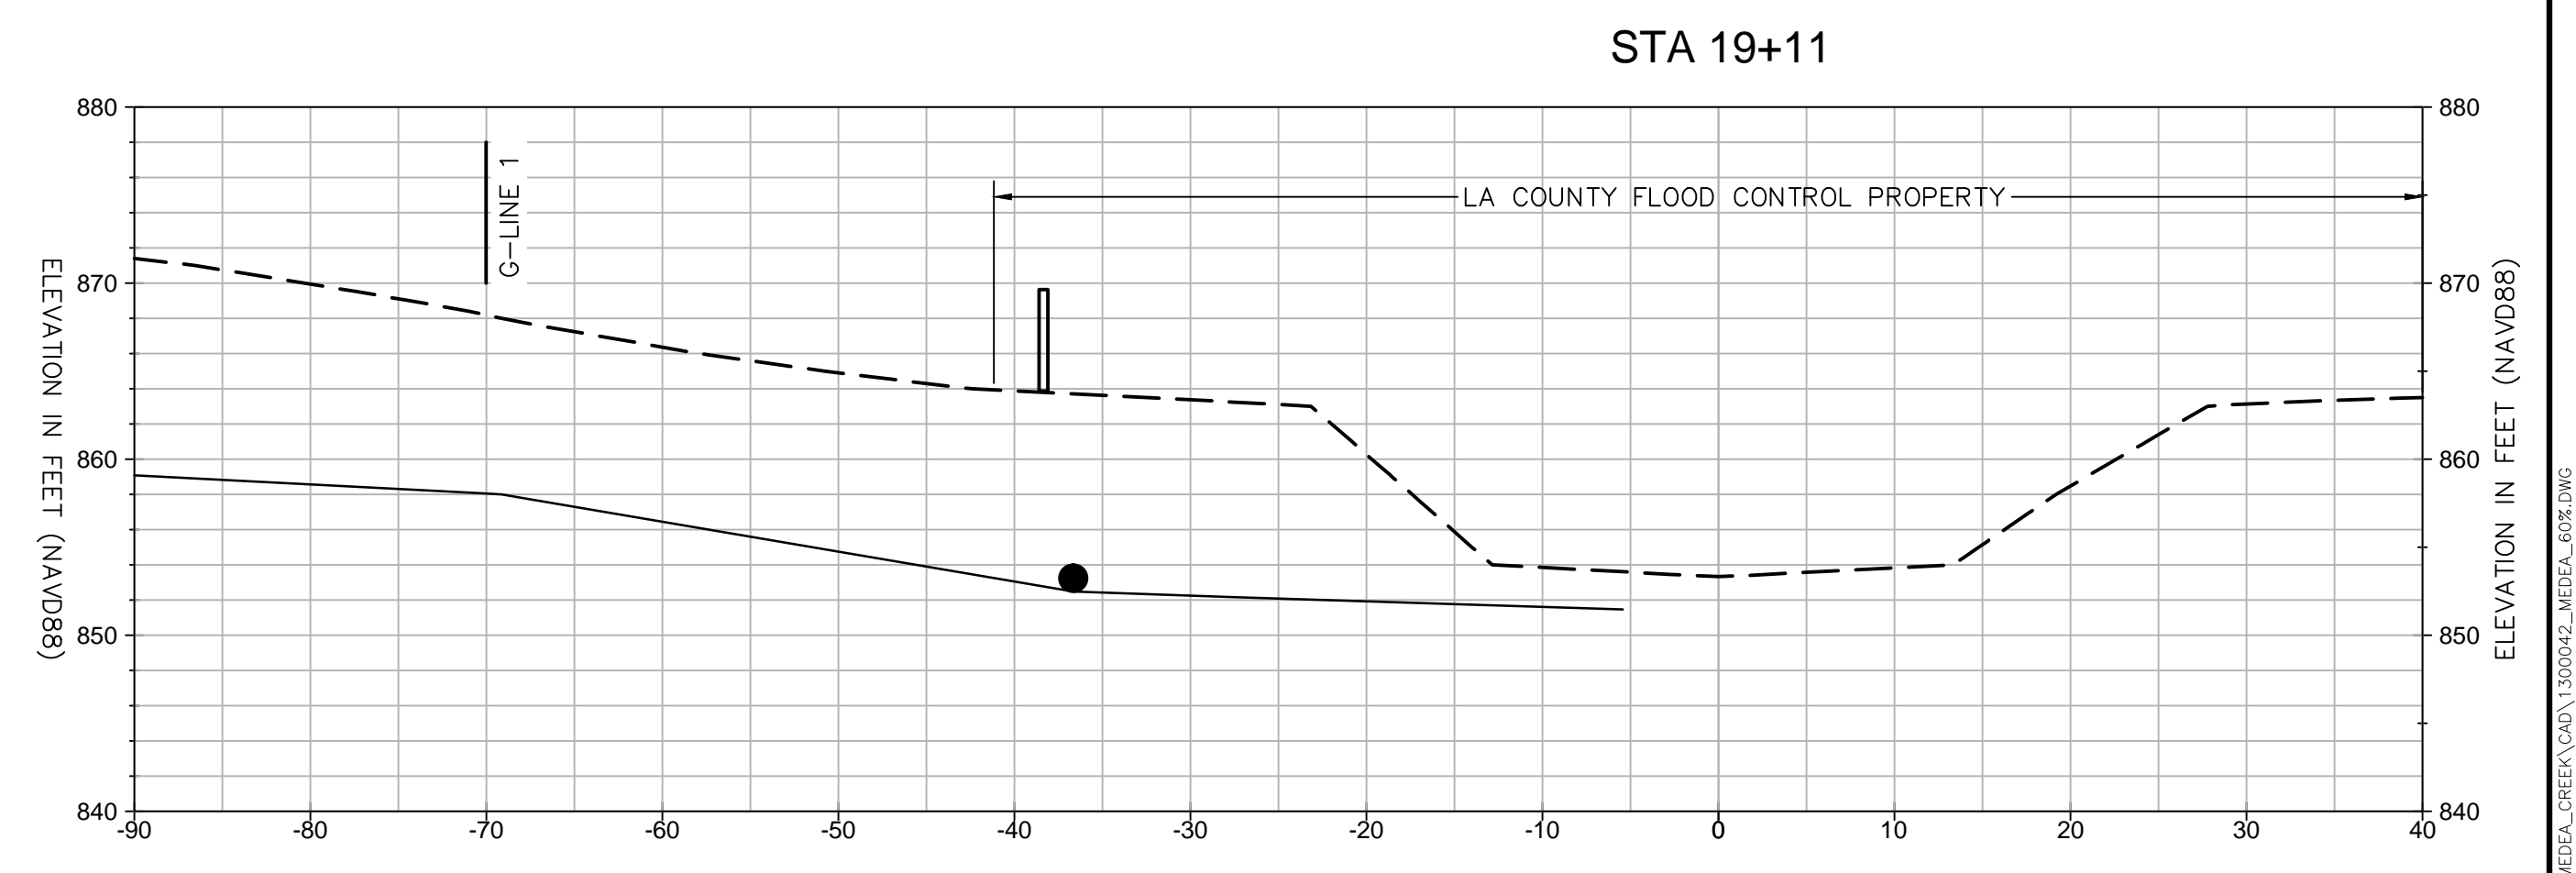 STA 19+11
880
870
860
850
840
ELEVATION IN FEET (NAVD88)
G-LINE 1
LA COUNTY FLOOD CONTROL PROPERTY
880
870
860
850
840
ELEVATION IN FEET (NAVD88)
-90 -80 -70 -60 -50 -40 -30 -20 -10 0 10 20 30 40
MEDEA_CREEK\CAD\1300042_MEDEA_60%.DWG